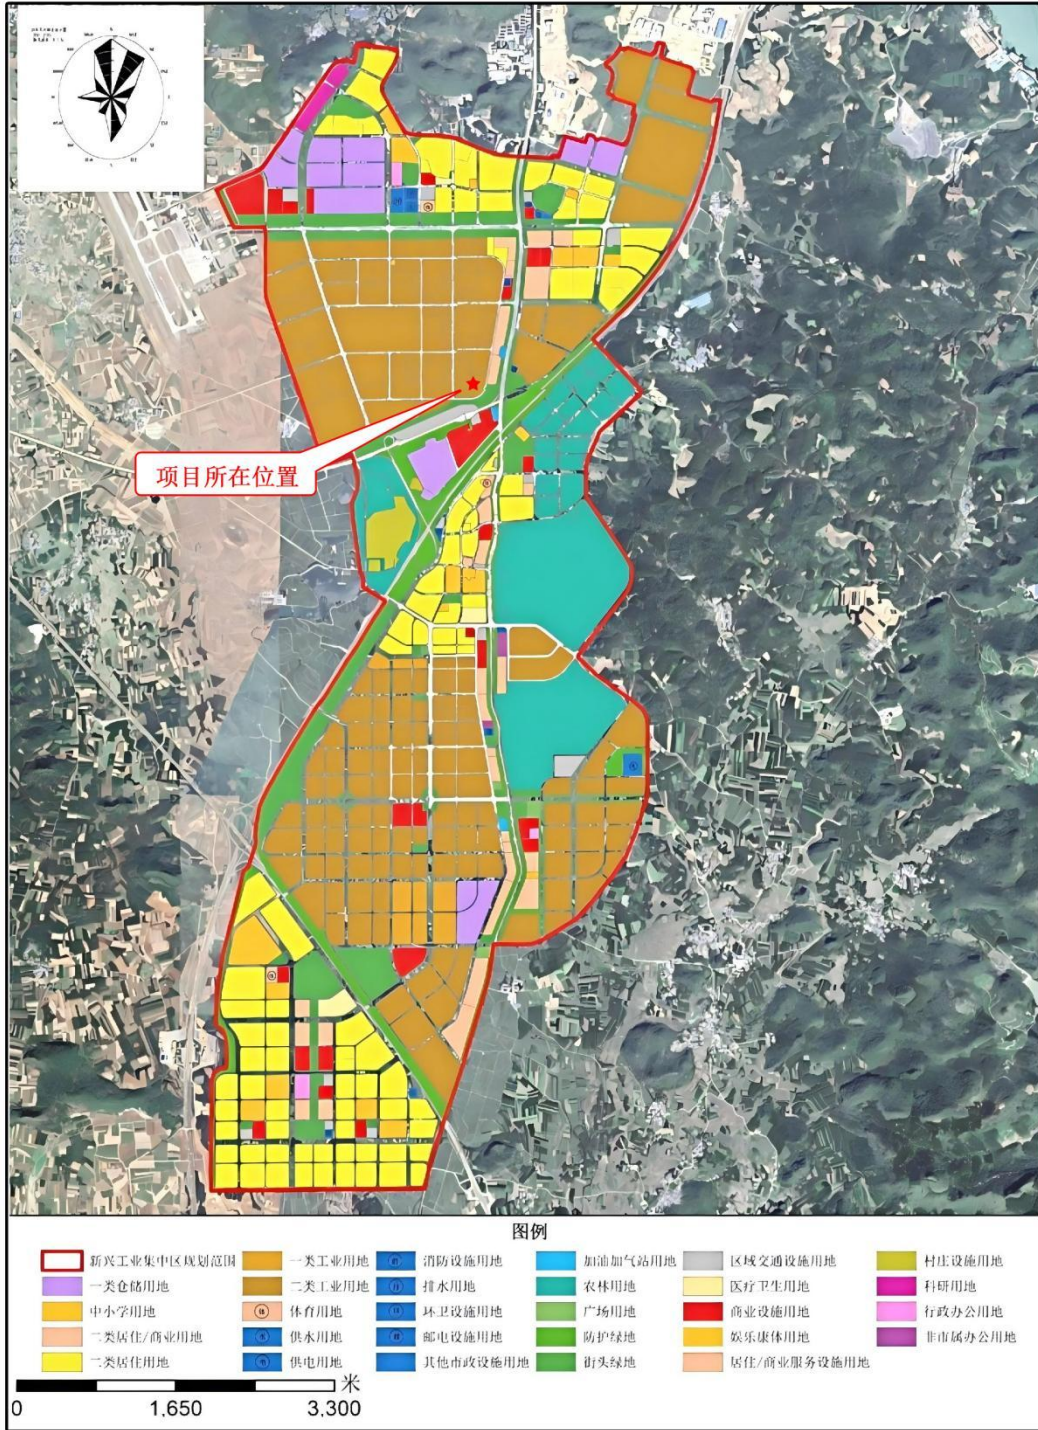 项目所在位置
图例
新兴工业集中区规划范围
一类工业用地
消防设施用地
加油加气站用地
区域交通设施用地
村庄设施用地
一类仓储用地
二类工业用地
排水用地
农林用地
医疗卫生用地
科研用地
中小学用地
体育用地
环卫设施用地
广场用地
商业设施用地
行政办公用地
二类居住/商业用地
供水用地
邮电设施用地
防护绿地
娱乐康体用地
非市属办公用地
二类居住用地
供电用地
其他市政设施用地
街头绿地
居住/商业服务设施用地
米
0 1,650 3,300